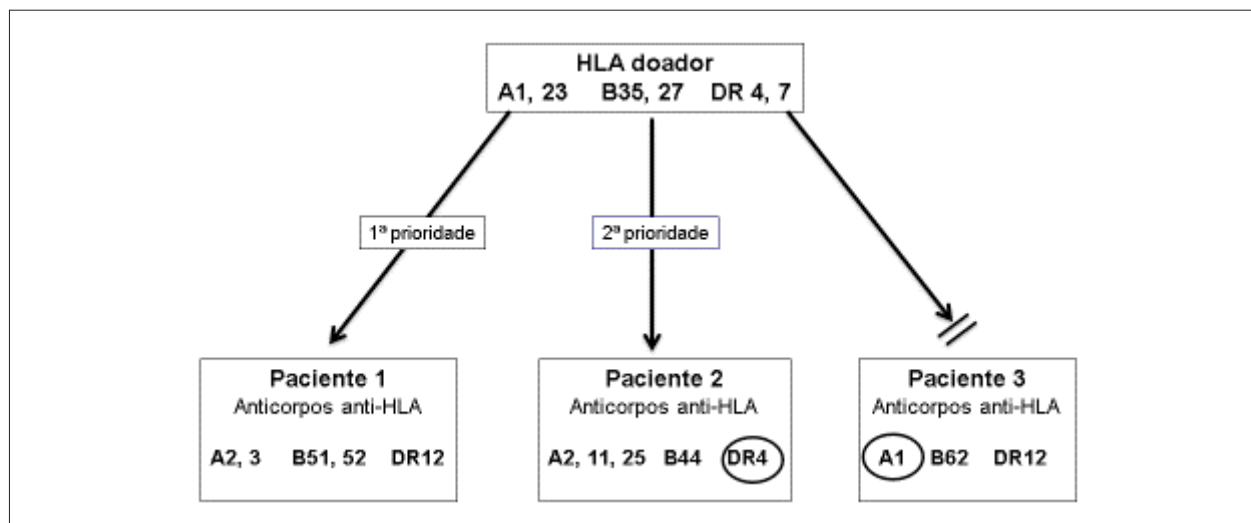 HLA doador
A1, 23 B35, 27 DR 4, 7
1ª prioridade
2ª prioridade
Paciente 1
Anticorpos anti-HLA
A2, 3 B51, 52 DR12
Paciente 2
Anticorpos anti-HLA
A2, 11, 25 B44 DR4
Paciente 3
Anticorpos anti-HLA
A1 B62 DR12